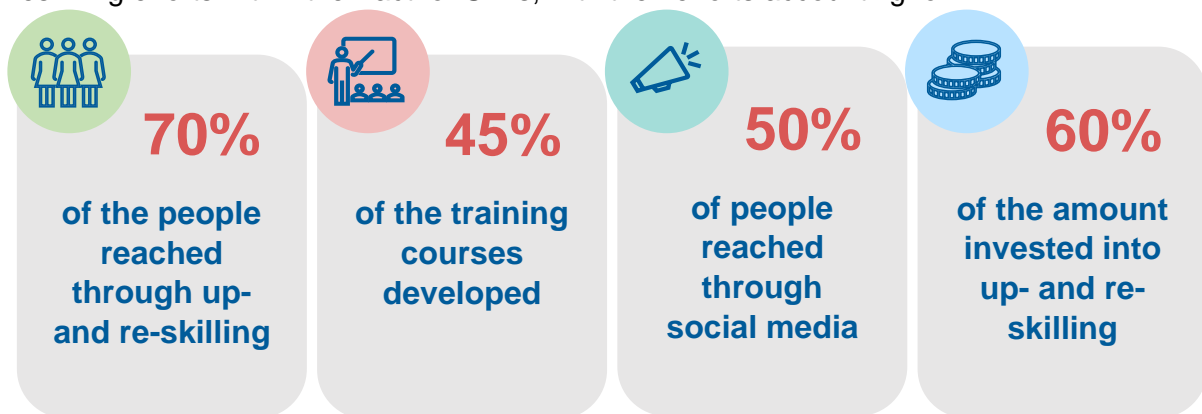 70%
of the people
reached
through up-
and re-skilling
45%
of the training
courses
developed
50%
of people
reached
through
social media
60%
of the amount
invested into
up- and re-
skilling